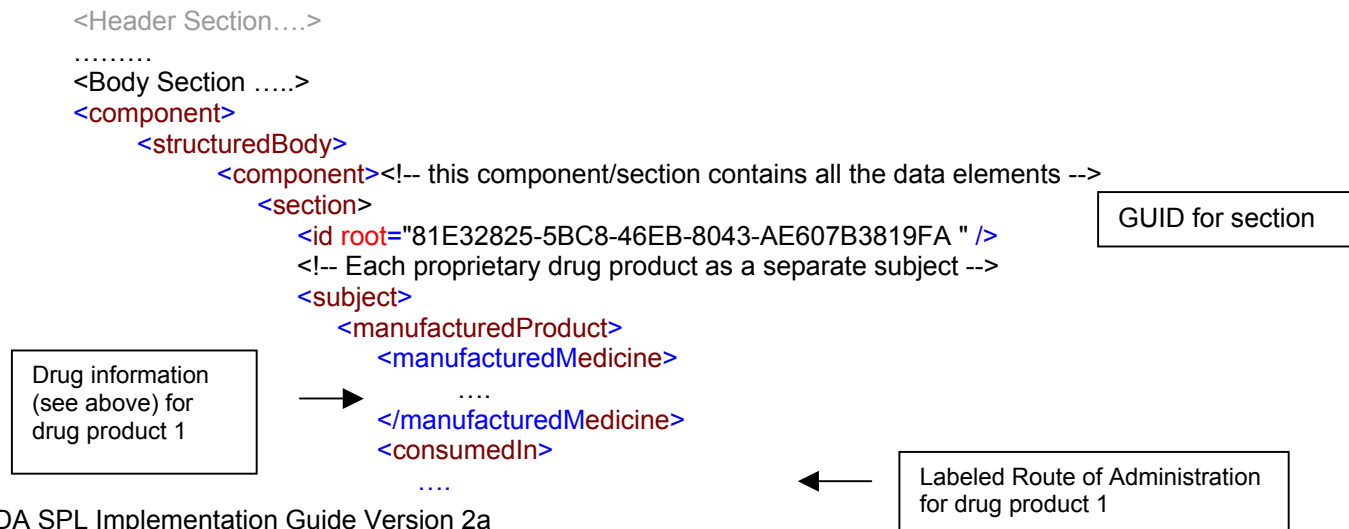 <Header Section….>
………
<Body Section …..>
<component>
<structuredBody>
<component><!-- this component/section contains all the data elements -->
<section>
GUID for section
<id root="81E32825-5BC8-46EB-8043-AE607B3819FA " />
<!-- Each proprietary drug product as a separate subject -->
<subject>
<manufacturedProduct>
<manufacturedMedicine>
Drug information
(see above) for
drug product 1
….
</manufacturedMedicine>
<consumedIn>
Labeled Route of Administration
for drug product 1
….
DA SPL Implementation Guide Version 2a